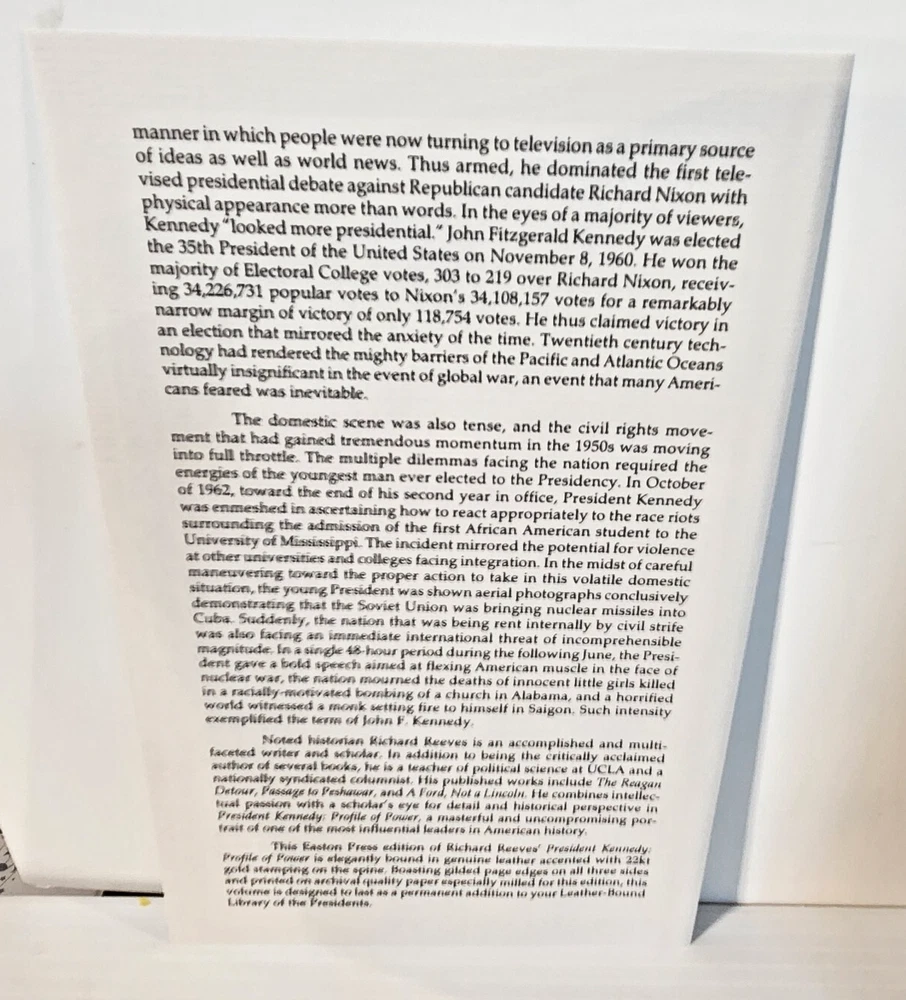 manner in which people were now turning to television as a primary source
of ideas as well as world news. Thus armed, he dominated the first tele-
vised presidential debate against Republican candidate Richard Nixon with
physical appearance more than words. In the eyes of a majority of viewers,
Kennedy "looked more presidential." John Fitzgerald Kennedy was elected
the 35th President of the United States on November 8, 1960. He won the
majority of Electoral College votes, 303 to 219 over Richard Nixon, receiv-
ing 34,226,731 popular votes to Nixon's 34,108,157 votes for a remarkably
narrow margin of victory of only 118,754 votes. He thus claimed victory in
an election that mirrored the anxiety of the time. Twentieth century tech-
nology had rendered the mighty barriers of the Pacific and Atlantic Oceans
virtually insignificant in the event of global war, an event that many Ameri-
cans feared was inevitable.
The domestic scene was also tense, and the civil rights move-
ment that had gained tremendous momentum in the 1950s was moving
into full throttle. The multiple dilemmas facing the nation required the
energies of the youngest man ever elected to the Presidency. In October
of 1962, toward the end of his second year in office, President Kennedy
was enmeshed in ascertaining how to react appropriately to the race riots
surrounding the admission of the first African American student to the
University of Mississippi. The incident mirrored the potential for violence
at other universities and colleges facing integration. In the midst of careful
maneuvering toward the proper action to take in this volatile domestic
situation, the young President was shown aerial photographs conclusively
demonstrating that the Soviet Union was bringing nuclear missiles into
Cuba. Suddenly, the nation that was being rent internally by civil strife
was also facing an immediate international threat of incomprehensible
magnitude. In a single 48-hour period during the following June, the Presi-
dent gave a bold speech aimed at flexing American muscle in the face of
nuclear war, the nation mourned the deaths of innocent little girls killed
in a racially-motivated bombing of a church in Alabama, and a horrified
world witnessed a monk setting fire to himself in Saigon. Such intensity
exemplified the term of John F. Kennedy.
Noted historian Richard Reeves is an accomplished and multi-
faceted writer and scholar. In addition to being the critically acclaimed
author of several books, he is a teacher of political science at UCLA and a
nationally syndicated columnist. His published works include The Reagan
Detour, Passage to Peshawar, and A Ford, Not a Lincoln. He combines intellec-
tual passion with a scholar's eye for detail and historical perspective in
President Kennedy: Profile of Power, a masterful and uncompromising por-
trait of one of the most influential leaders in American history.
This Easton Press edition of Richard Reeves' President Kennedy:
Profile of Power is elegantly bound in genuine leather accented with 22kt
gold stamping on the spine. Boasting gilded page edges on all three sides
and printed on archival quality paper especially milled for this edition, this
volume is designed to last as a permanent addition to your Leather-Bound
Library of the Presidents.